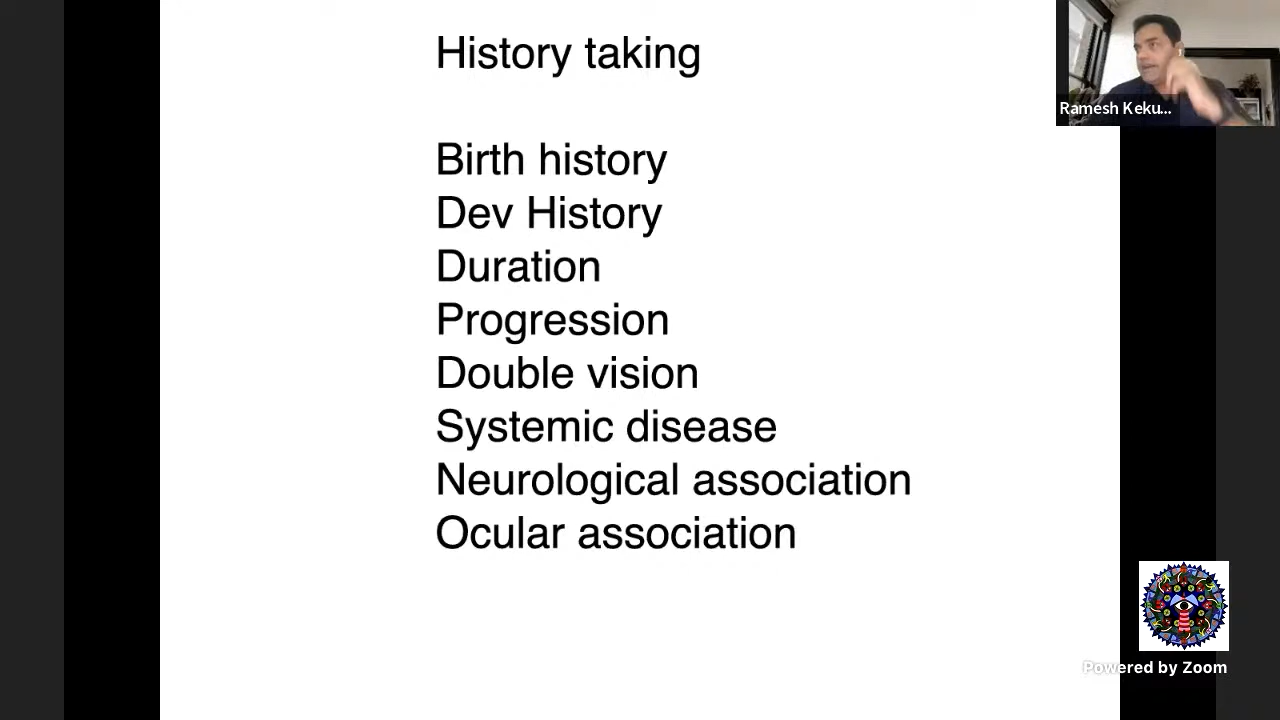 History taking
Ramesh Keku...
Birth history
Dev History
Duration
Progression
Double vision
Systemic disease
Neurological association
Ocular association
Powered by Zoom